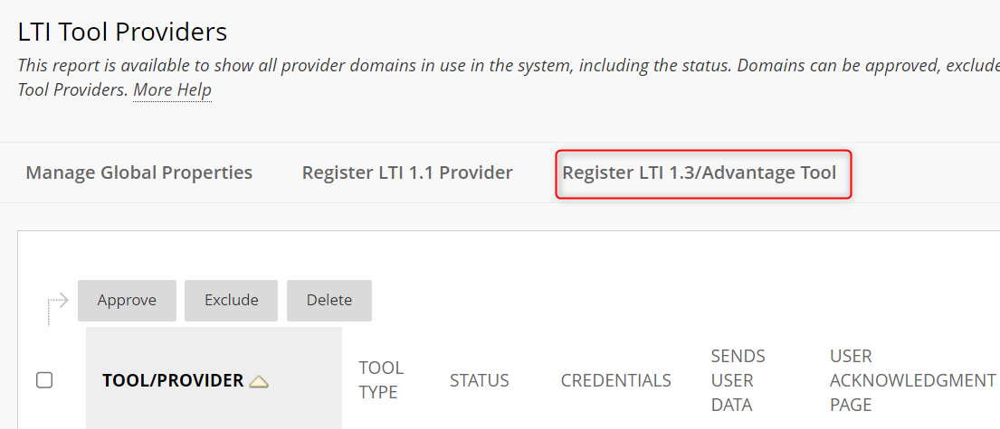 LTI Tool Providers
This report is available to show all provider domains in use in the system, including the status. Domains can be approved, exclude
Tool Providers. More Help
Manage Global Properties
Register LTI 1.1 Provider
Register LTI 1.3/Advantage Tool
Approve
Exclude
Delete
TOOL/PROVIDER
TOOL
TYPE
STATUS
CREDENTIALS
SENDS
USER
DATA
USER
ACKNOWLEDGMENT
PAGE